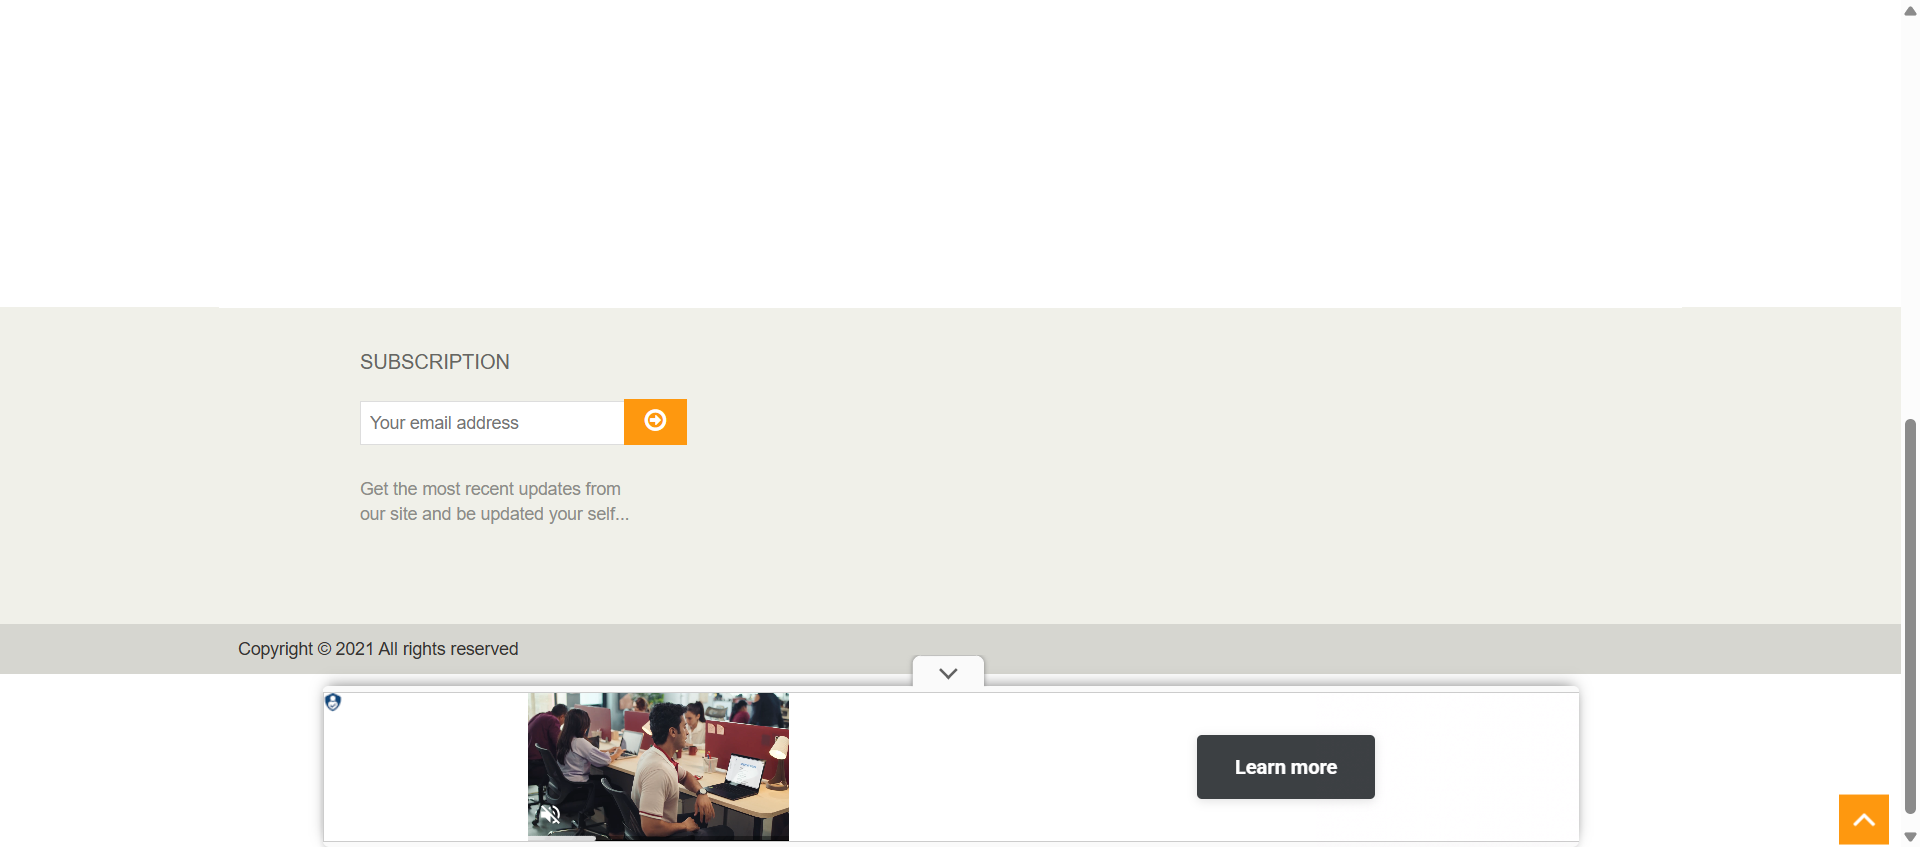 SUBSCRIPTION
Your email address
Get the most recent updates from
our site and be updated your self...
Copyright © 2021 All rights reserved
Learn more